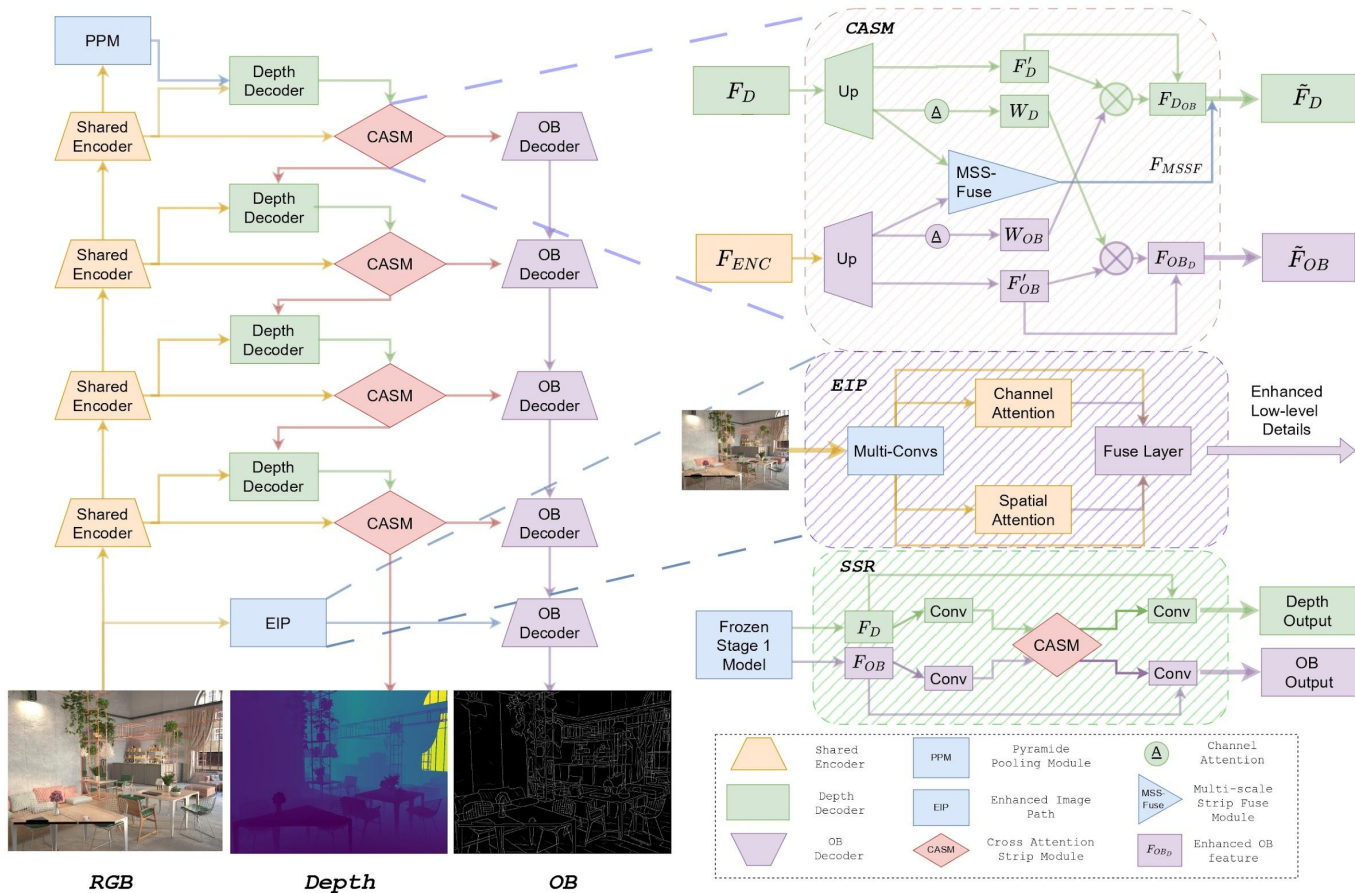 PPM
Depth
Decoder
Shared
Encoder
CASM
OB
Decoder
Depth
Decoder
Shared
Encoder
CASM
OB
Decoder
Depth
Decoder
Shared
Encoder
CASM
OB
Decoder
Depth
Decoder
Shared
Encoder
CASM
OB
Decoder
EIP
OB
Decoder
RGB
Depth
OB
CASM
F_D
Up
F'_D
A
W_D
F_{D_{OB}}
F̃_D
MSS-
Fuse
F_{MSSF}
F_{ENC}
Up
A
W_{OB}
F'_{OB}
F_{OB_D}
F̃_{OB}
EIP
Multi-Convs
Channel
Attention
Spatial
Attention
Fuse Layer
Enhanced
Low-level
Details
SSR
Frozen
Stage 1
Model
F_D
F_{OB}
Conv
Conv
CASM
Conv
Conv
Depth
Output
OB
Output
Shared
Encoder
PPM
Pyramide
Pooling Module
A
Channel
Attention
Depth
Decoder
EIP
Enhanced Image
Path
MSS-
Fuse
Multi-scale
Strip Fuse
Module
OB
Decoder
CASM
Cross Attention
Strip Module
F_{OB_D}
Enhanced OB
feature